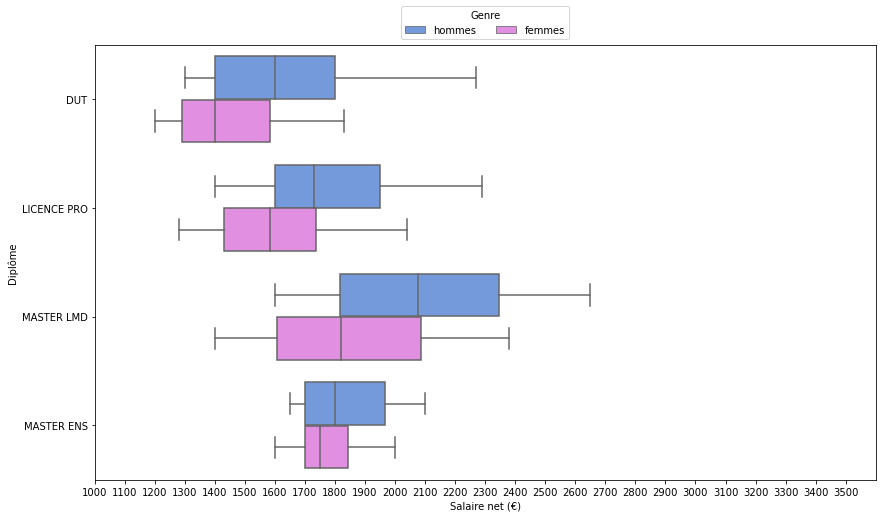 Genre
hommes femmes
DUT
LICENCE PRO
MASTER LMD
MASTER ENS
Diplôme
1000 1100 1200 1300 1400 1500 1600 1700 1800 1900 2000 2100 2200 2300 2400 2500 2600 2700 2800 2900 3000 3100 3200 3300 3400 3500
Salaire net (€)